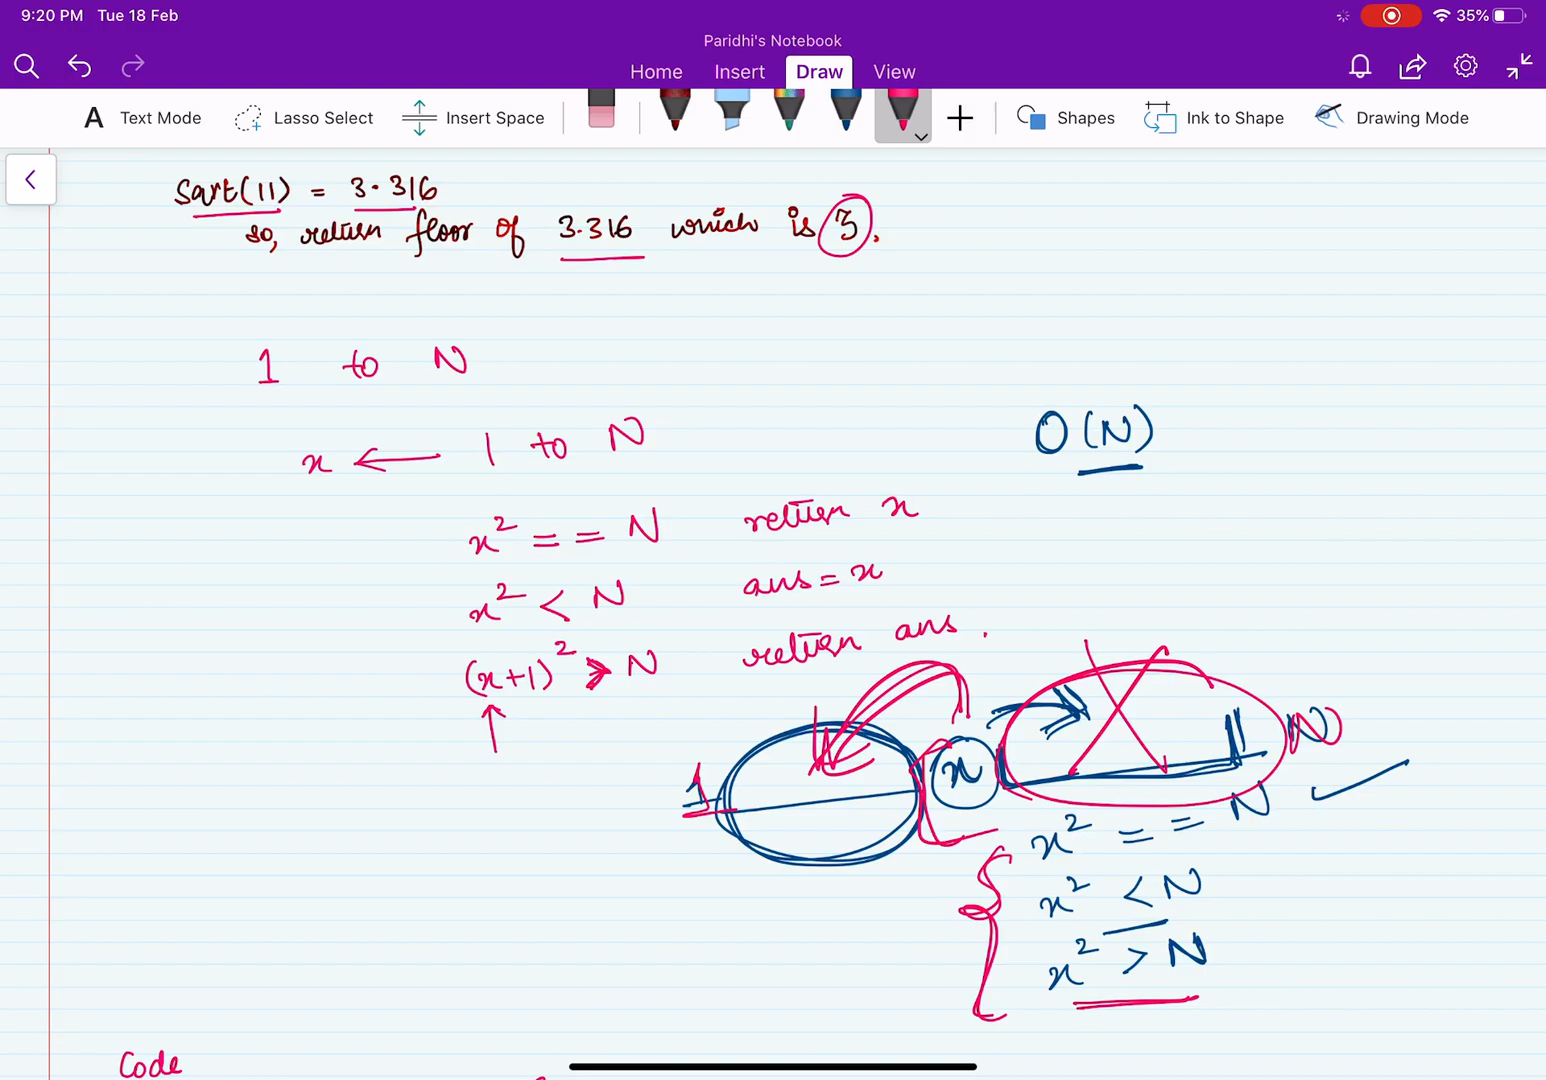 9:20 PM Tue 18 Feb
35%
Paridhi's Notebook
Home Insert Draw View
A Text Mode Lasso Select Insert Space Shapes Ink to Shape Drawing Mode
Sqrt(11) = 3.316
so, return floor of 3.316 which is 3.
1 to N
x ← 1 to N
O(N)
x² == N return x
x² < N ans = x
(x+1)² > N return ans.
↑
1 x N
x² == N
x² < N
x² > N
Code